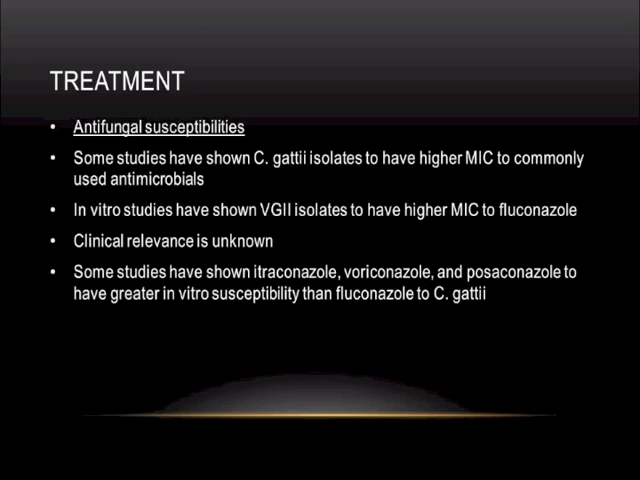 TREATMENT
• Antifungal susceptibilities
• Some studies have shown C. gattii isolates to have higher MIC to commonly
used antimicrobials
• In vitro studies have shown VGII isolates to have higher MIC to fluconazole
• Clinical relevance is unknown
• Some studies have shown itraconazole, voriconazole, and posaconazole to
have greater in vitro susceptibility than fluconazole to C. gattii